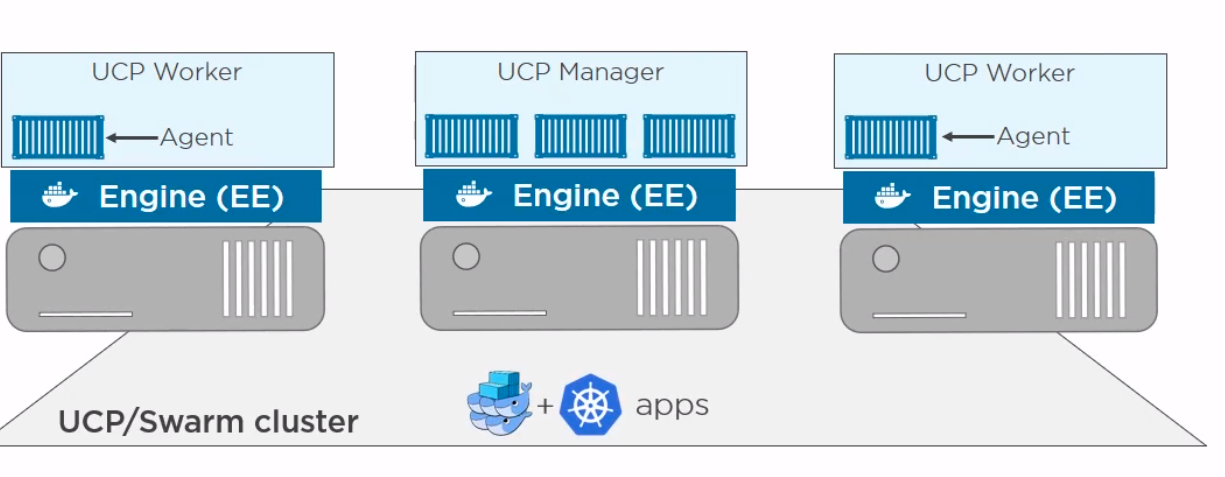 UCP Worker
UCP Manager
UCP Worker
Agent
Agent
Engine (EE)
Engine (EE)
Engine (EE)
UCP/Swarm cluster
+ apps